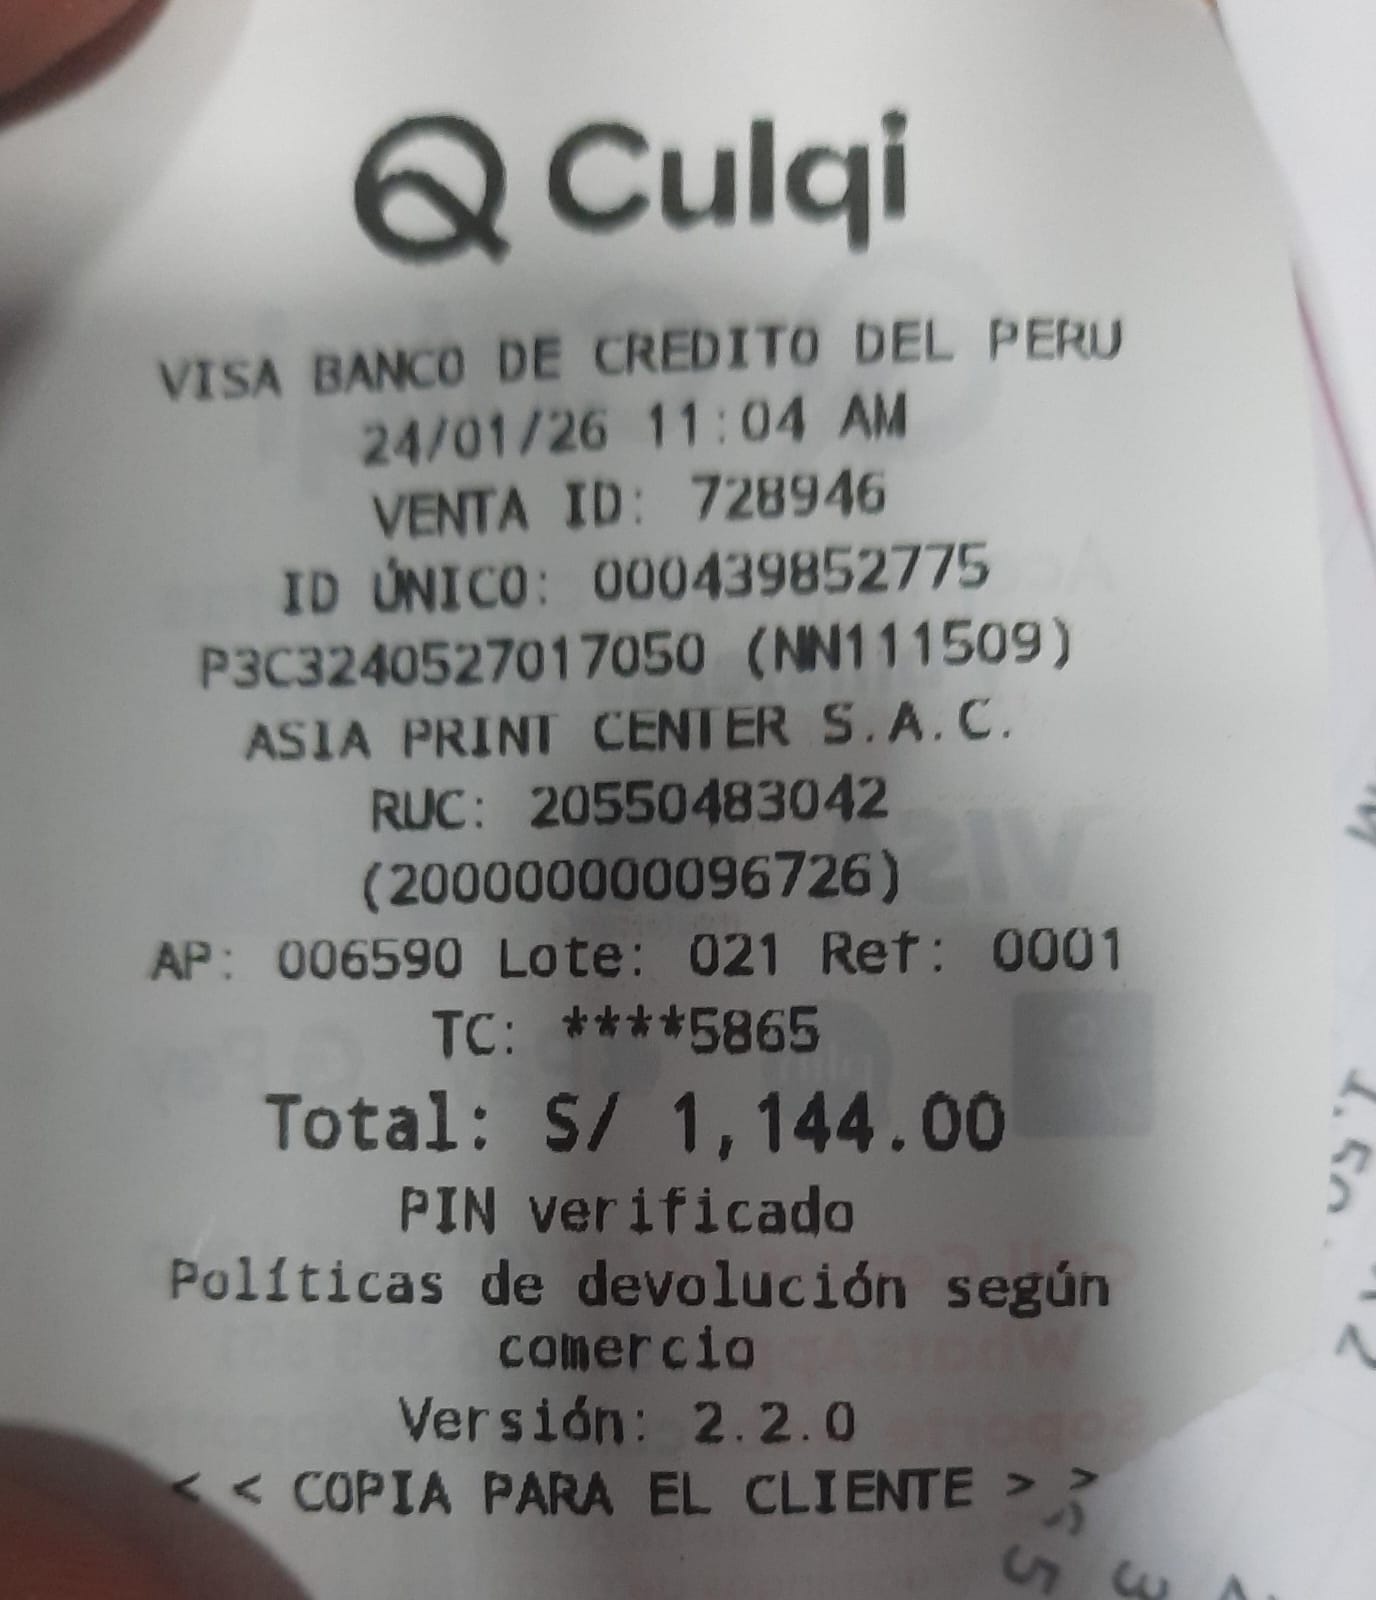 Culqi
VISA BANCO DE CREDITO DEL PERU
24/01/26 11:04 AM
VENTA ID: 728946
ID ÚNICO: 000439852775
P3C3240527017050 (NN111509)
ASIA PRINT CENTER S.A.C.
RUC: 20550483042
(200000000096726)
AP: 006590 Lote: 021 Ref: 0001
TC: ****5865
Total: S/ 1,144.00
PIN verificado
Políticas de devolución según
comercio
Versión: 2.2.0
< < COPIA PARA EL CLIENTE > >